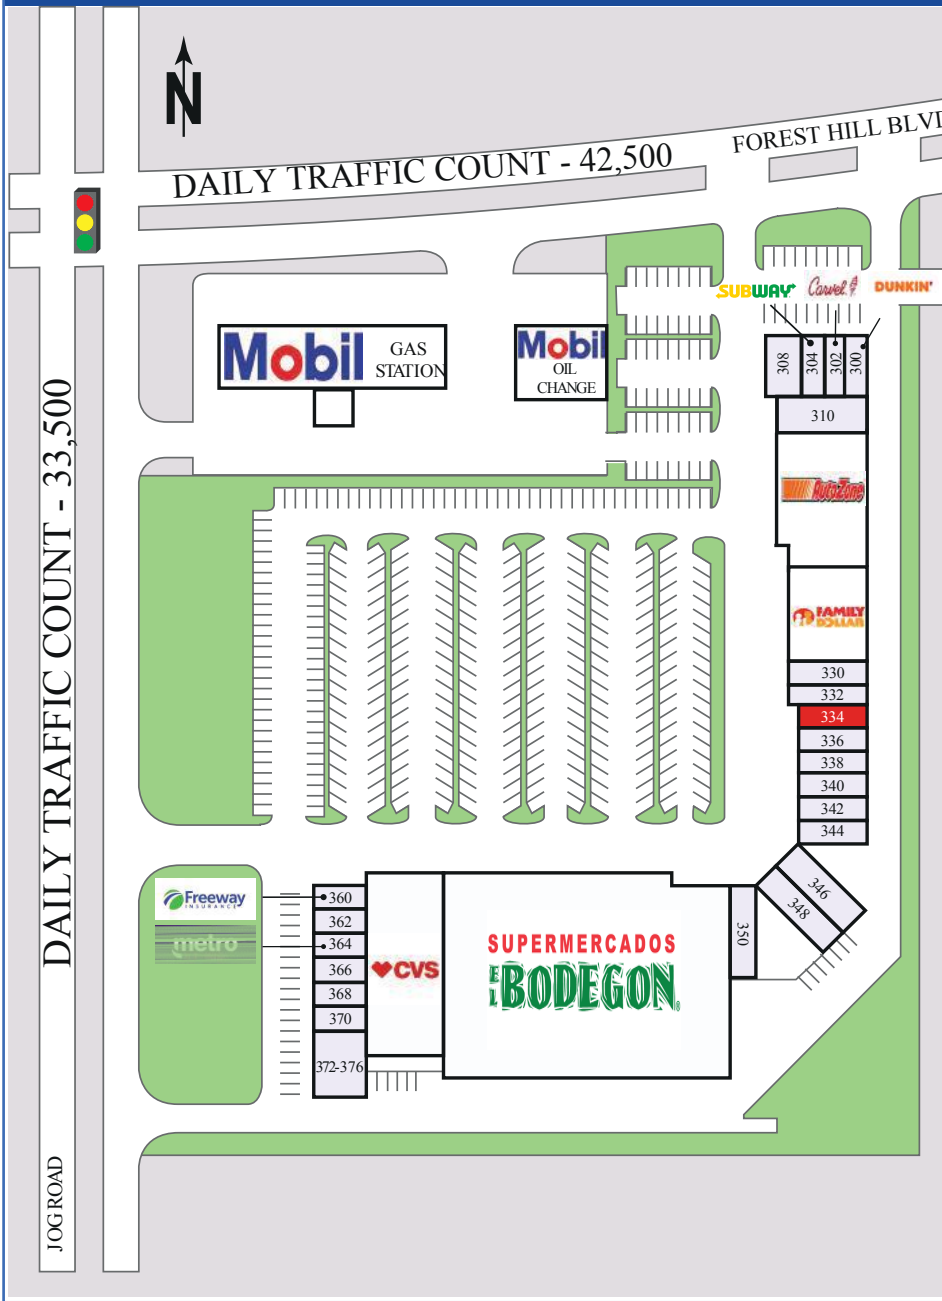 N
FOREST HILL BLVD
DAILY TRAFFIC COUNT - 42,500
SUBWAY
Carvel
DUNKIN'
Mobil
GAS
STATION
Mobil
OIL
CHANGE
308
304
302
300
310
AutoZone
FAMILY
DOLLAR
330
332
334
336
338
340
342
344
346
348
350
DAILY TRAFFIC COUNT - 33,500
Freeway
INSURANCE
metro
360
362
364
366
368
370
372-376
CVS
SUPERMERCADOS
EL BODEGON
JOG ROAD